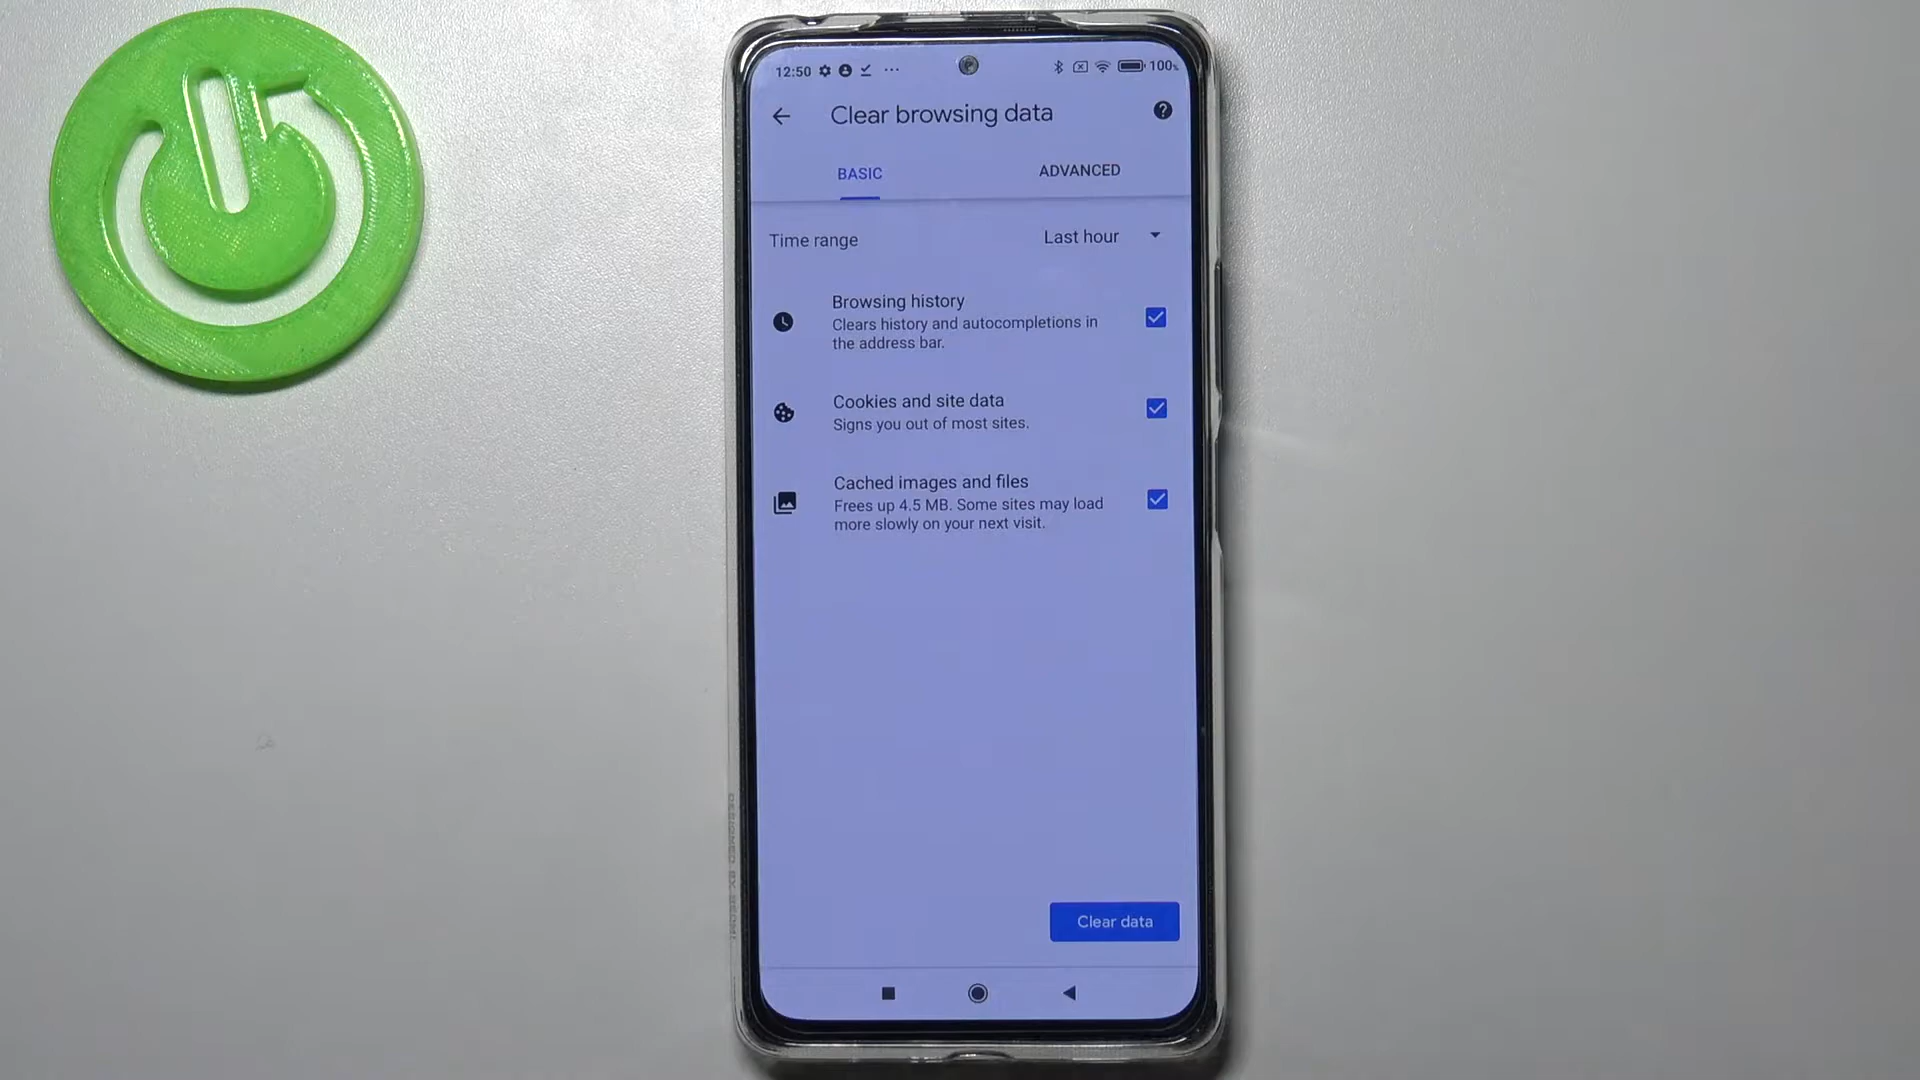 12:50
100%
Clear browsing data
BASIC
ADVANCED
Time range
Last hour
Browsing history
Clears history and autocompletions in
the address bar.
Cookies and site data
Signs you out of most sites.
Cached images and files
Frees up 4.5 MB. Some sites may load
more slowly on your next visit.
Clear data